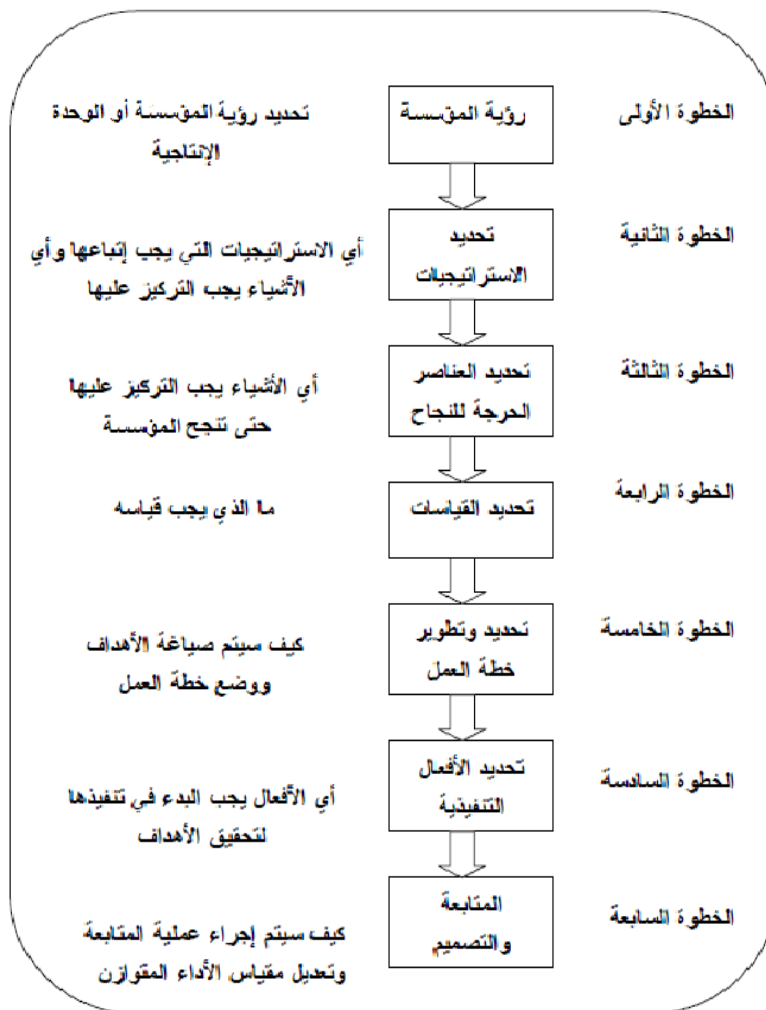 الخطوة الأولى
رؤية المؤسسة
تحديد رؤية المؤسسة أو الوحدة
الإنتاجية
الخطوة الثانية
تحديد
الاستراتيجيات
أي الاستراتيجيات التي يجب إتباعها وأي
الأشياء يجب التركيز عليها
الخطوة الثالثة
تحديد العناصر
الحرجة للنجاح
أي الأشياء يجب التركيز عليها
حتى تنجح المؤسسة
الخطوة الرابعة
تحديد القياسات
ما الذي يجب قياسه
الخطوة الخامسة
تحديد وتطوير
خطة العمل
كيف سيتم صياغة الأهداف
ووضع خطة العمل
الخطوة السادسة
تحديد الأفعال
التنفيذية
أي الأفعال يجب البدء في تنفيذها
لتحقيق الأهداف
الخطوة السابعة
المتابعة
والتصميم
كيف سيتم إجراء عملية المتابعة
وتعديل مقياس الأداء المتوازن